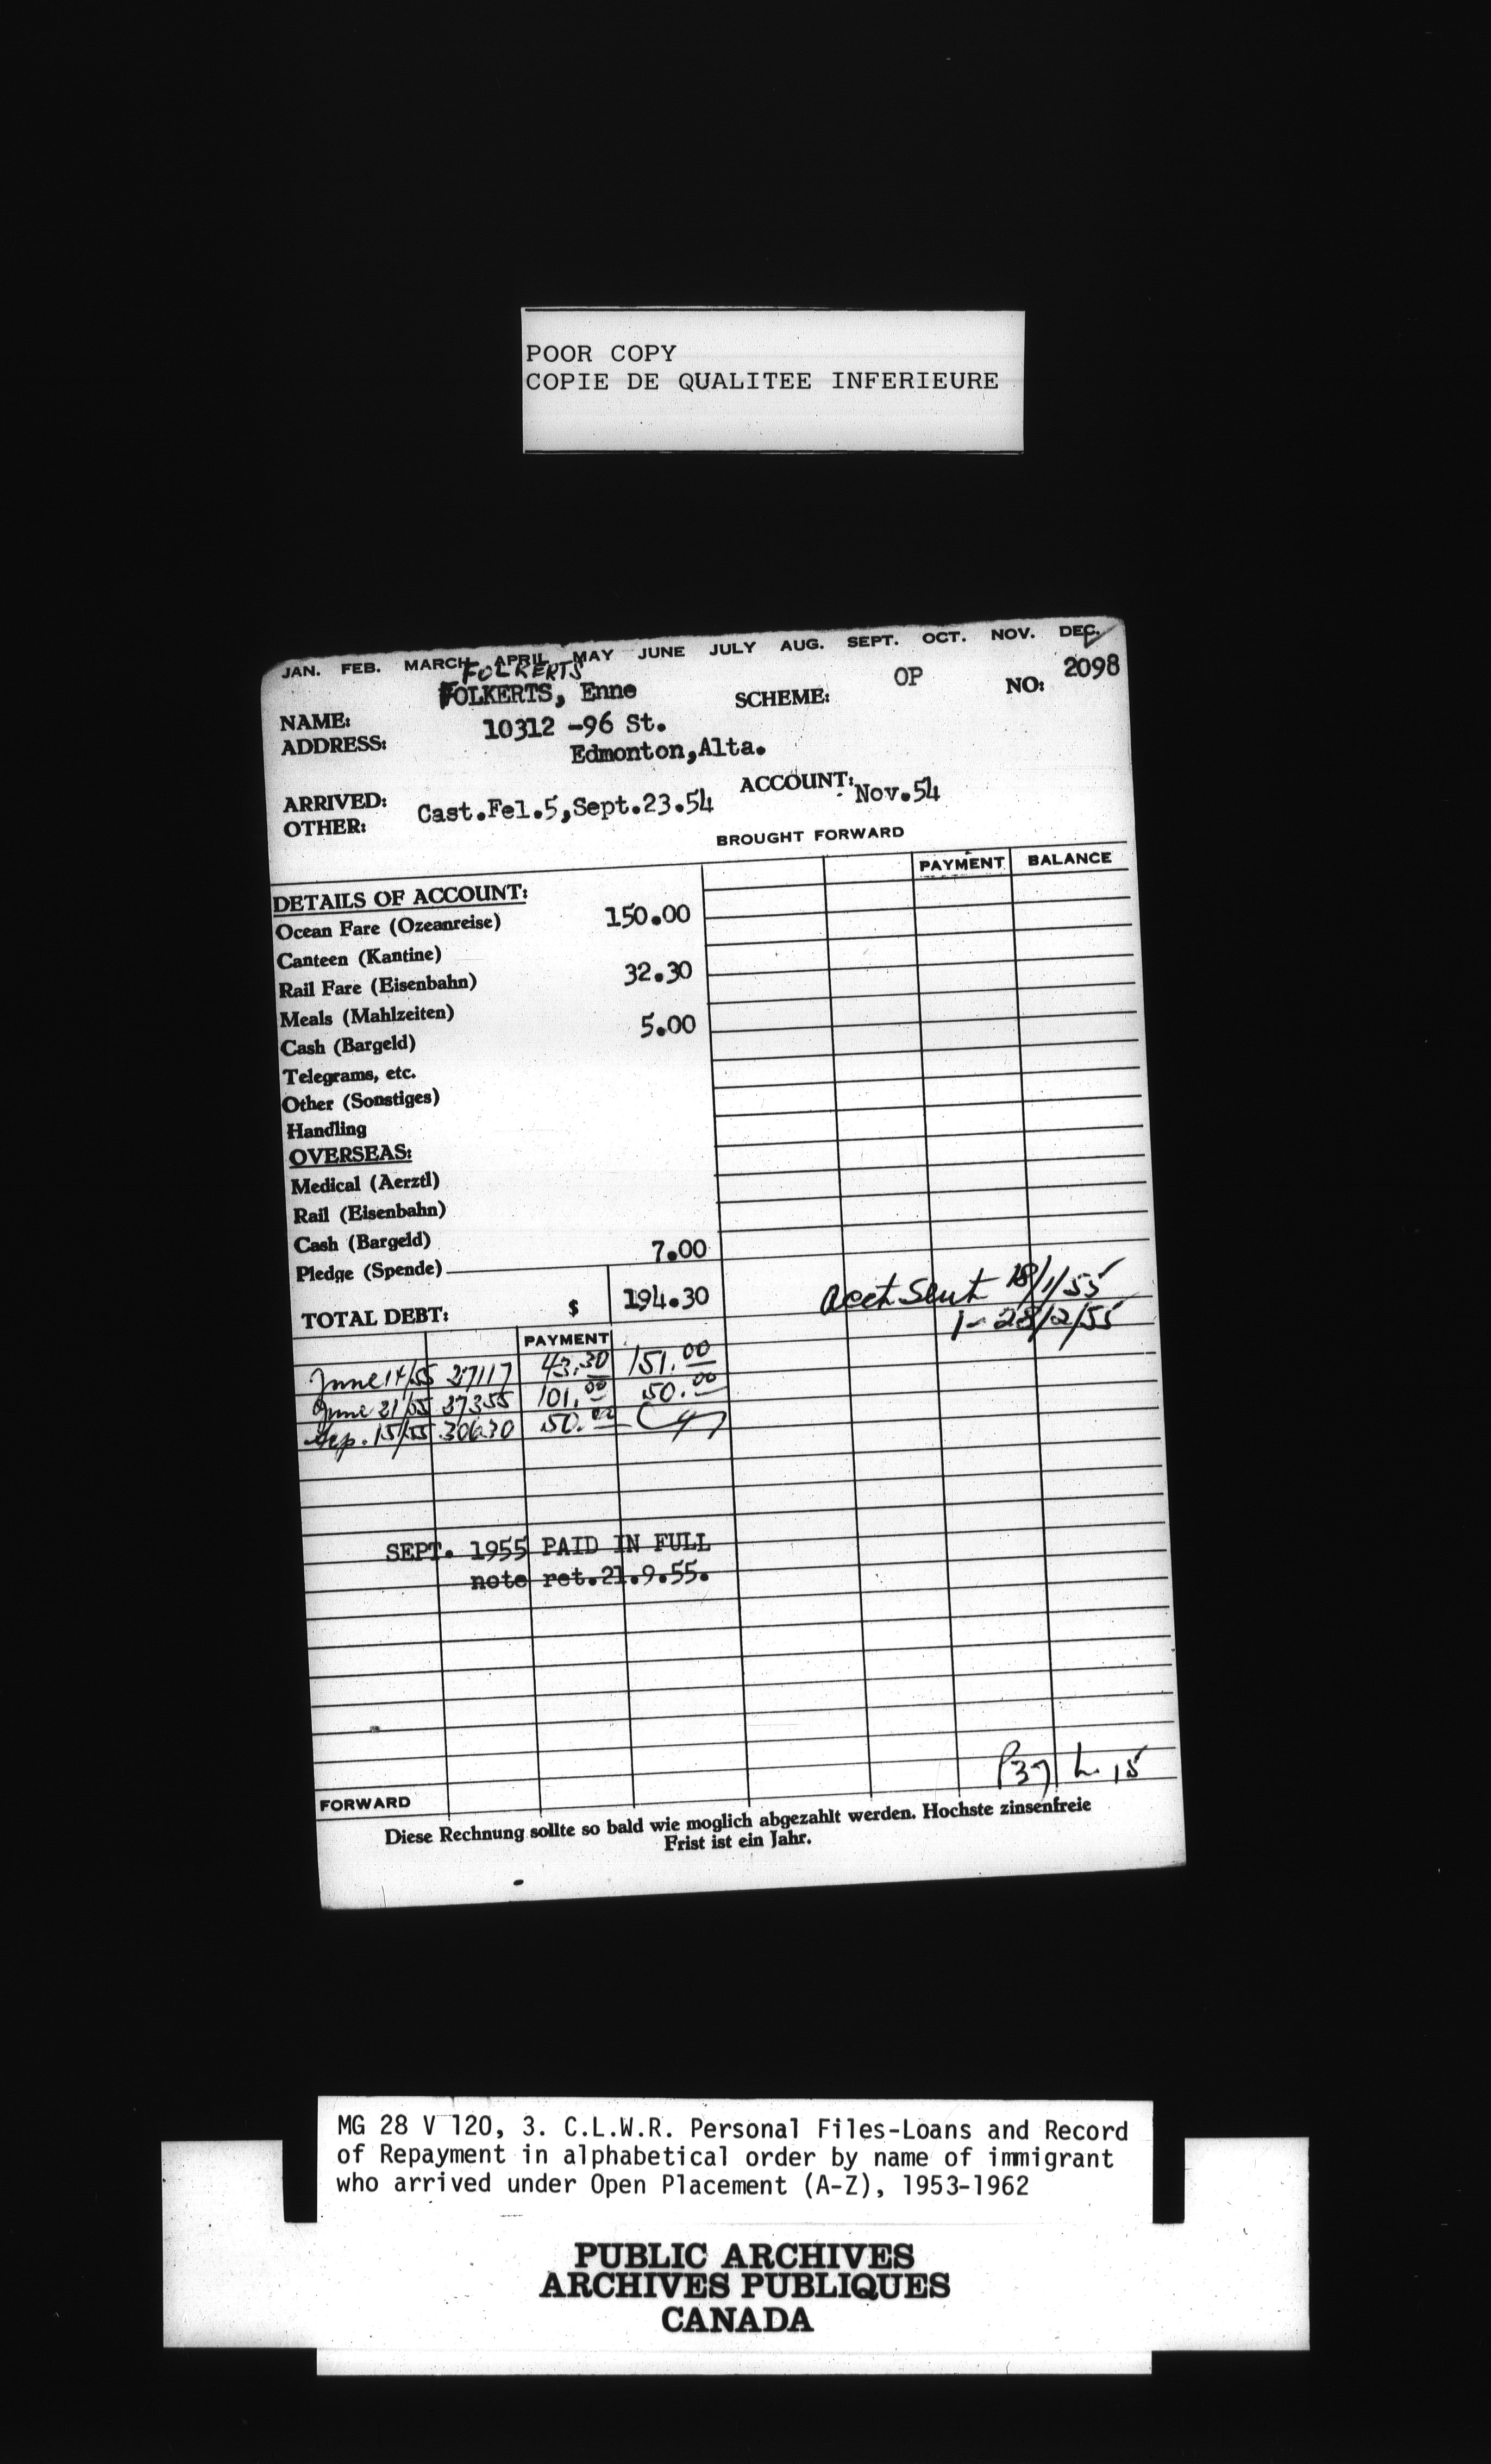 POOR COPY
COPIE DE QUALITEE INFERIEURE
JAN. FEB. MARCH APRIL MAY JUNE JULY AUG. SEPT. OCT. NOV. DEC.
FOLKERTS
NAME: FOLKERTS, Enne SCHEME: OP NO: 2098
ADDRESS: 10312 -96 St.
Edmonton,Alta.
ARRIVED: Cast.Fel.5,Sept.23.54 ACCOUNT: Nov.54
OTHER:
BROUGHT FORWARD
PAYMENT BALANCE
DETAILS OF ACCOUNT:
Ocean Fare (Ozeanreise) 150.00
Canteen (Kantine)
Rail Fare (Eisenbahn) 32.30
Meals (Mahlzeiten)
Cash (Bargeld) 5.00
Telegrams, etc.
Other (Sonstiges)
Handling
OVERSEAS:
Medical (Aerztl)
Rail (Eisenbahn)
Cash (Bargeld)
Pledge (Spende) 7.00
TOTAL DEBT: $ 194.30
Acct Sent 18/1/55
1- 28/2/55
PAYMENT
June 14/55 27117 43.30 151.00
June 21/55 27355 101.00 50.00
Sep. 15/55 30630 50.00
SEPT. 1955 PAID IN FULL
note ret.21.9.55.
P37 L. 15
FORWARD
Diese Rechnung sollte so bald wie moglich abgezahlt werden. Hochste zinsenfreie
Frist ist ein Jahr.
MG 28 V 120, 3. C.L.W.R. Personal Files-Loans and Record
of Repayment in alphabetical order by name of immigrant
who arrived under Open Placement (A-Z), 1953-1962
PUBLIC ARCHIVES
ARCHIVES PUBLIQUES
CANADA